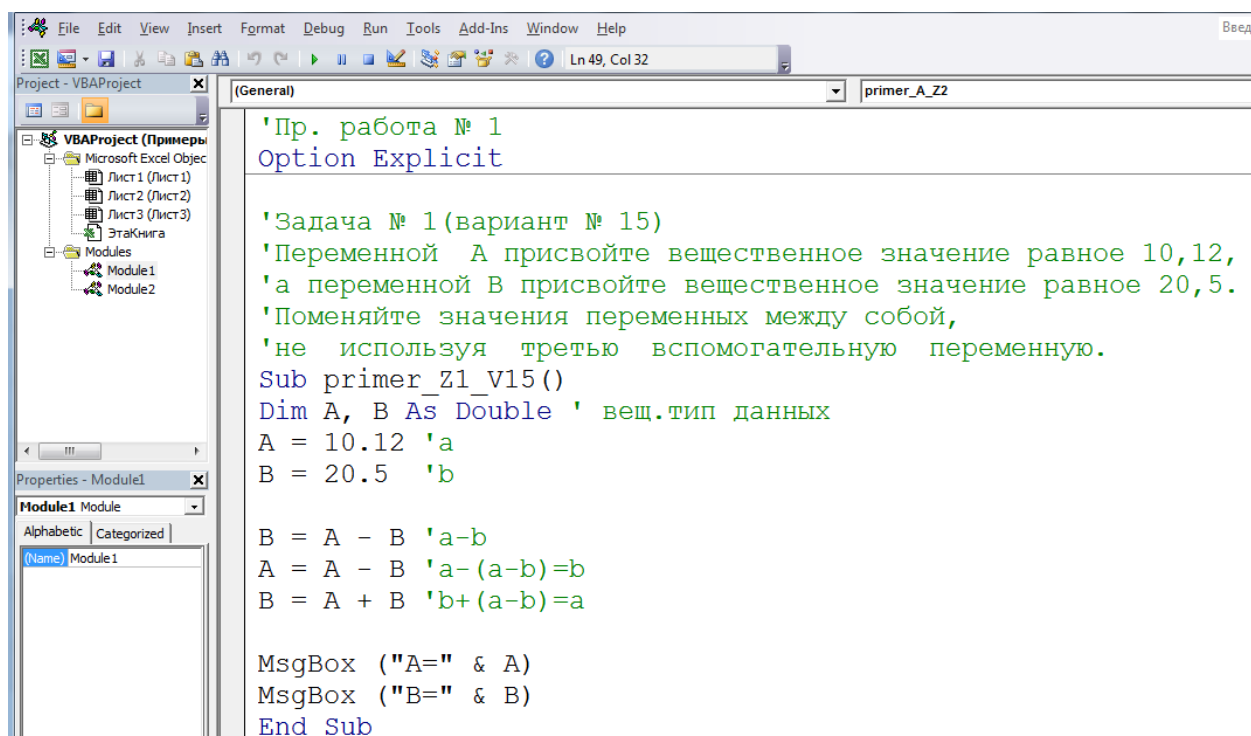 File Edit View Insert Format Debug Run Tools Add-Ins Window Help
Ln 49, Col 32
Project - VBAProject
VBAProject (Примеры
Microsoft Excel Objec
Лист1 (Лист1)
Лист2 (Лист2)
Лист3 (Лист3)
ЭтаКнига
Modules
Module1
Module2
Properties - Module1
Module1 Module
Alphabetic Categorized
(Name) Module1
(General) primer_A_Z2
'Пр. работа № 1
Option Explicit
'Задача № 1(вариант № 15)
'Переменной А присвойте вещественное значение равное 10,12,
'а переменной В присвойте вещественное значение равное 20,5.
'Поменяйте значения переменных между собой,
'не используя третью вспомогательную переменную.
Sub primer_Z1_V15()
Dim A, B As Double ' вещ.тип данных
A = 10.12 'a
B = 20.5 'b
B = A - B 'a-b
A = A - B 'a-(a-b)=b
B = A + B 'b+(a-b)=a
MsgBox ("A=" & A)
MsgBox ("B=" & B)
End Sub